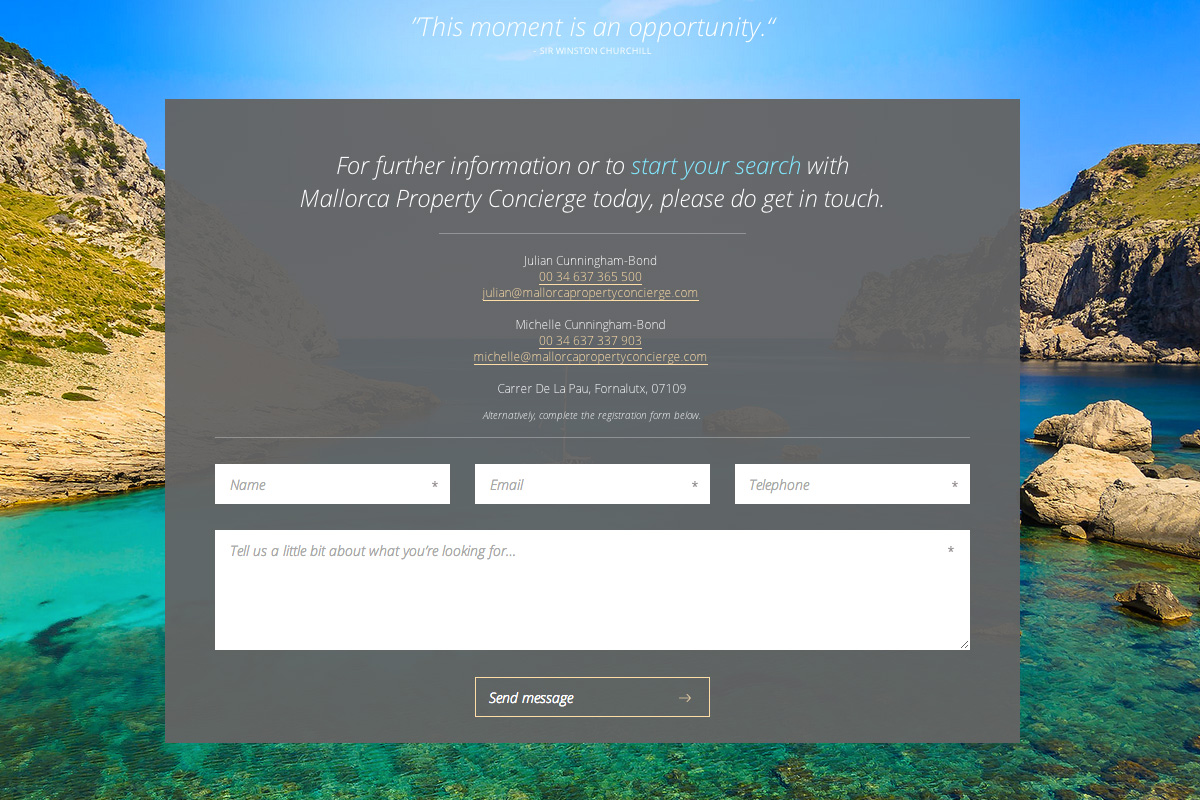 "This moment is an opportunity."
- SIR WINSTON CHURCHILL
For further information or to start your search with
Mallorca Property Concierge today, please do get in touch.
Julian Cunningham-Bond
00 34 637 365 500
julian@mallorcapropertyconcierge.com
Michelle Cunningham-Bond
00 34 637 337 903
michelle@mallorcapropertyconcierge.com
Carrer De La Pau, Fornalutx, 07109
Alternatively, complete the registration form below.
Name * Email * Telephone *
Tell us a little bit about what you're looking for... *
Send message →